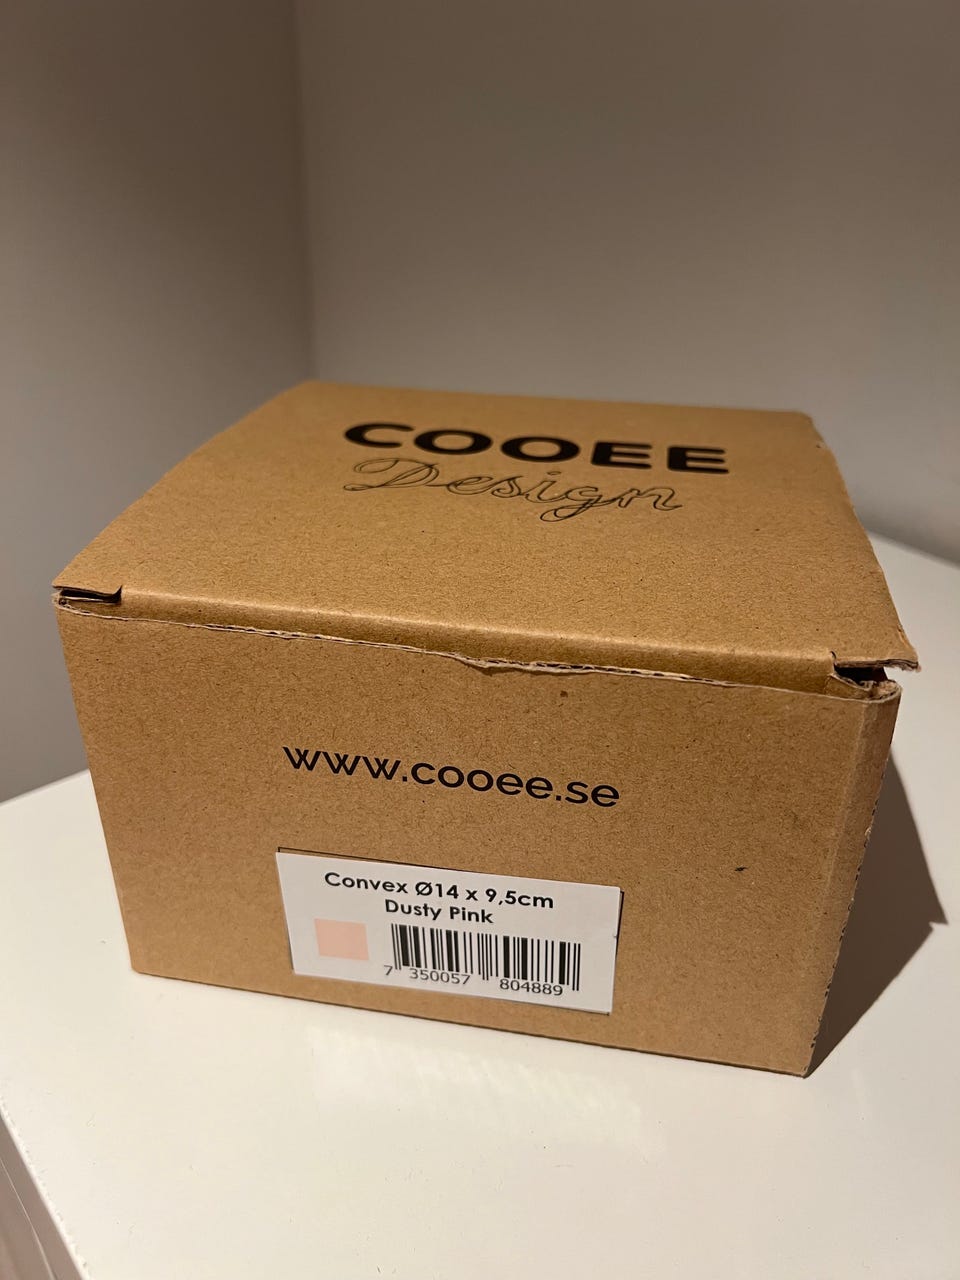 COOEE
Design
www.cooee.se
Convex Ø14 x 9,5cm
Dusty Pink
7 350057 804889